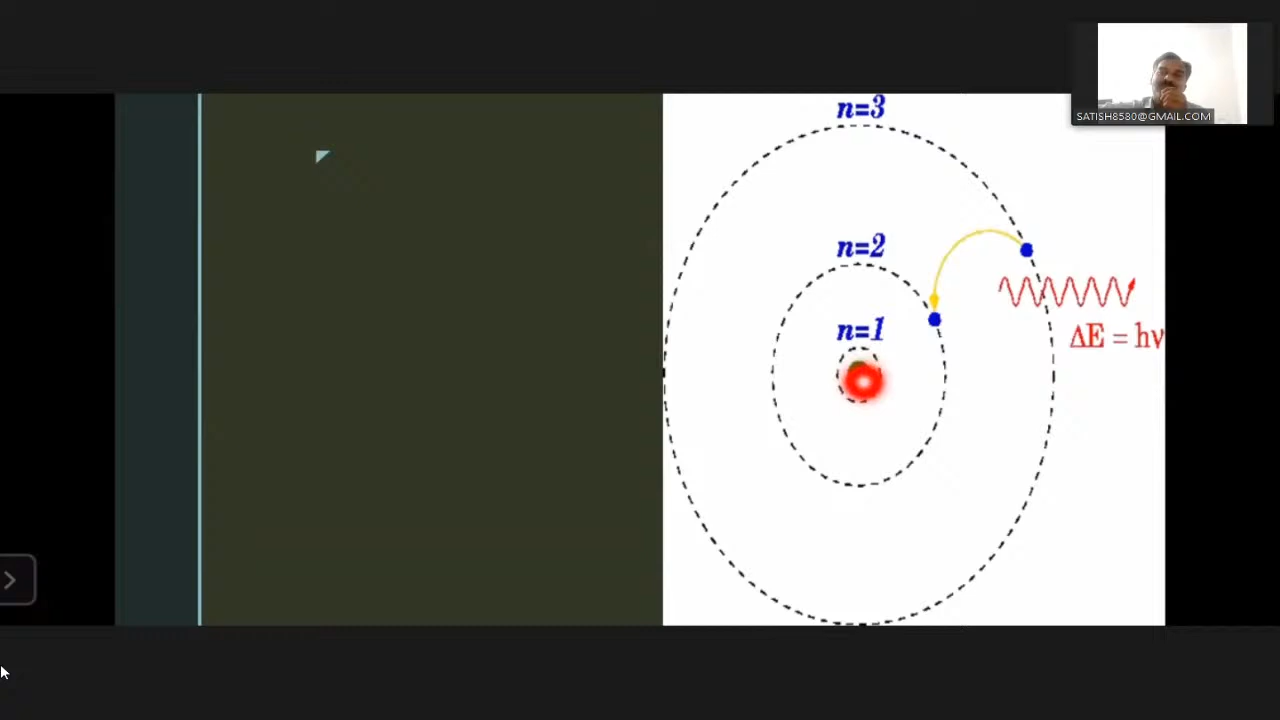 SATISH8580@GMAIL.COM
n=3
n=2
n=1
ΔE = hν